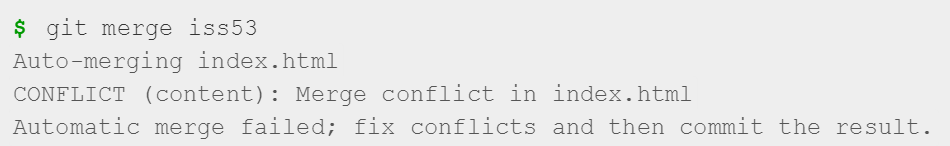 $ git merge iss53
Auto-merging index.html
CONFLICT (content): Merge conflict in index.html
Automatic merge failed; fix conflicts and then commit the result.